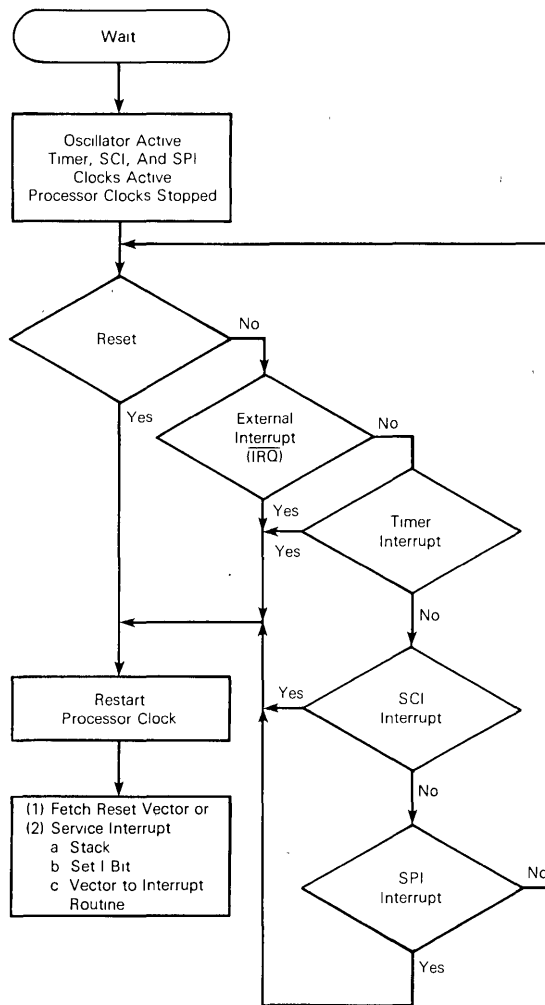 Wait
Oscillator Active
Timer, SCI, And SPI
Clocks Active
Processor Clocks Stopped
Reset
No
Yes
External
Interrupt
(IRQ)
No
Yes
Timer
Interrupt
Yes
No
SCI
Interrupt
Yes
No
Restart
Processor Clock
(1) Fetch Reset Vector or
(2) Service Interrupt
a Stack
b Set I Bit
c Vector to Interrupt
Routine
SPI
Interrupt
No
Yes